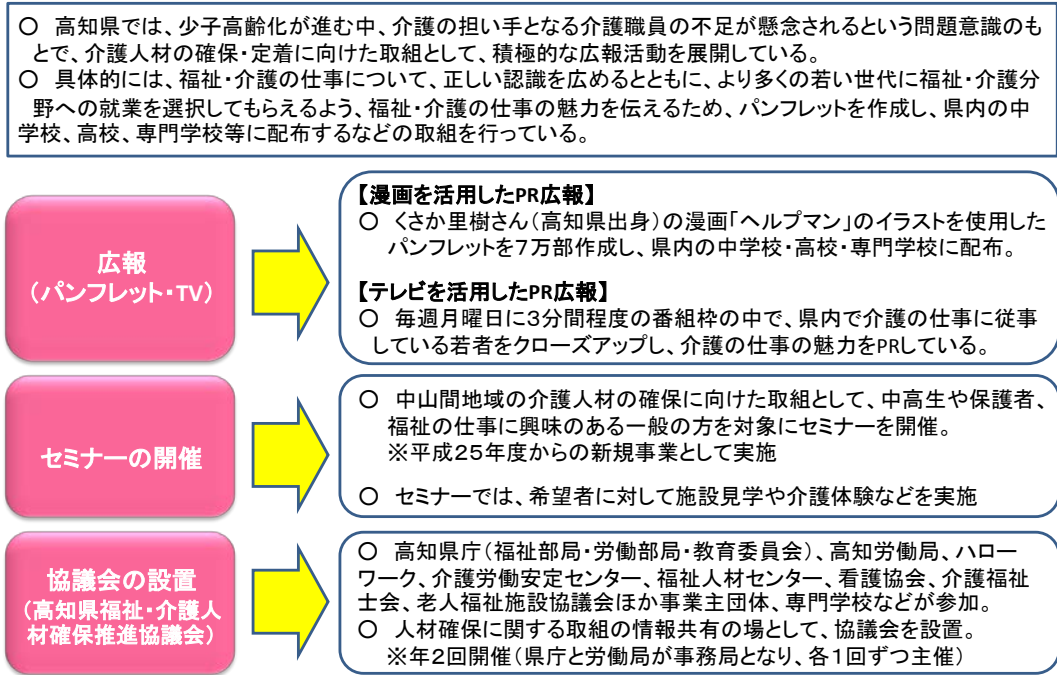 ○ 高知県では、少子高齢化が進む中、介護の担い手となる介護職員の不足が懸念されるという問題意識のも
とで、介護人材の確保・定着に向けた取組として、積極的な広報活動を展開している。
○ 具体的には、福祉・介護の仕事について、正しい認識を広めるとともに、より多くの若い世代に福祉・介護分
野への就業を選択してもらえるよう、福祉・介護の仕事の魅力を伝えるため、パンフレットを作成し、県内の中
学校、高校、専門学校等に配布するなどの取組を行っている。
広報
(パンフレット・TV)
【漫画を活用したPR広報】
○ くさか里樹さん(高知県出身)の漫画「ヘルプマン」のイラストを使用した
パンフレットを7万部作成し、県内の中学校・高校・専門学校に配布。
【テレビを活用したPR広報】
○ 毎週月曜日に3分間程度の番組枠の中で、県内で介護の仕事に従事
している若者をクローズアップし、介護の仕事の魅力をPRしている。
セミナーの開催
○ 中山間地域の介護人材の確保に向けた取組として、中高生や保護者、
福祉の仕事に興味のある一般の方を対象にセミナーを開催。
※平成25年度からの新規事業として実施
○ セミナーでは、希望者に対して施設見学や介護体験などを実施
協議会の設置
(高知県福祉・介護人
材確保推進協議会)
○ 高知県庁(福祉部局・労働部局・教育委員会)、高知労働局、ハロー
ワーク、介護労働安定センター、福祉人材センター、看護協会、介護福祉
士会、老人福祉施設協議会ほか事業主団体、専門学校などが参加。
○ 人材確保に関する取組の情報共有の場として、協議会を設置。
※年2回開催(県庁と労働局が事務局となり、各1回ずつ主催)